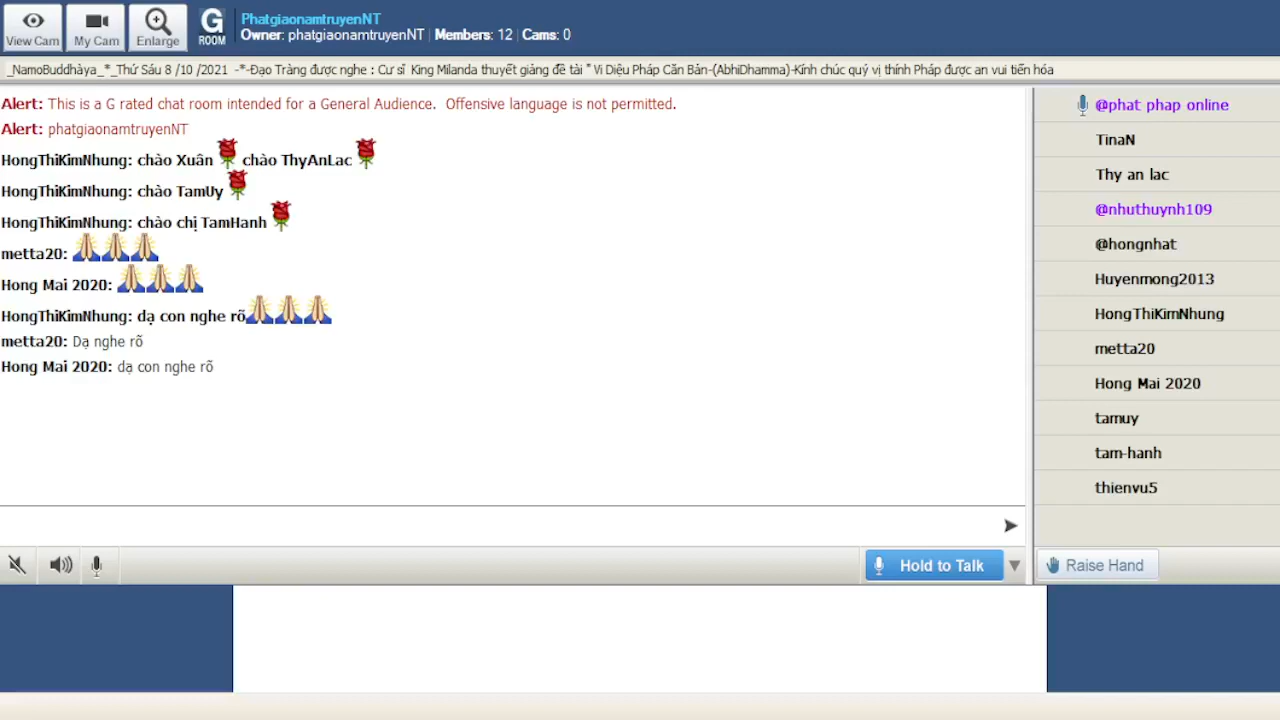 View Cam
My Cam
Enlarge
G
ROOM
PhatgiaonamtruyenNT
Owner: phatgiaonamtruyenNT | Members: 12 | Cams: 0
_NamoBuddhàya_*_Thứ Sáu 8 /10 /2021 -*-Đạo Tràng được nghe : Cư sĩ King Milanda thuyết giảng đề tài " Vi Diệu Pháp Căn Bản-(AbhiDhamma)-Kính chúc quý vị thính Pháp được an vui tiến hóa
Alert: This is a G rated chat room intended for a General Audience. Offensive language is not permitted.
Alert: phatgiaonamtruyenNT
HongThiKimNhung: chào Xuân 🌹 chào ThyAnLac 🌹
HongThiKimNhung: chào TamUy 🌹
HongThiKimNhung: chào chị TamHanh 🌹
metta20: 🙏🙏🙏
Hong Mai 2020: 🙏🙏🙏
HongThiKimNhung: dạ con nghe rõ🙏🙏🙏
metta20: Dạ nghe rõ
Hong Mai 2020: dạ con nghe rõ
@phat phap online
TinaN
Thy an lac
@nhuthuynh109
@hongnhat
Huyenmong2013
HongThiKimNhung
metta20
Hong Mai 2020
tamuy
tam-hanh
thienvu5
Hold to Talk
Raise Hand